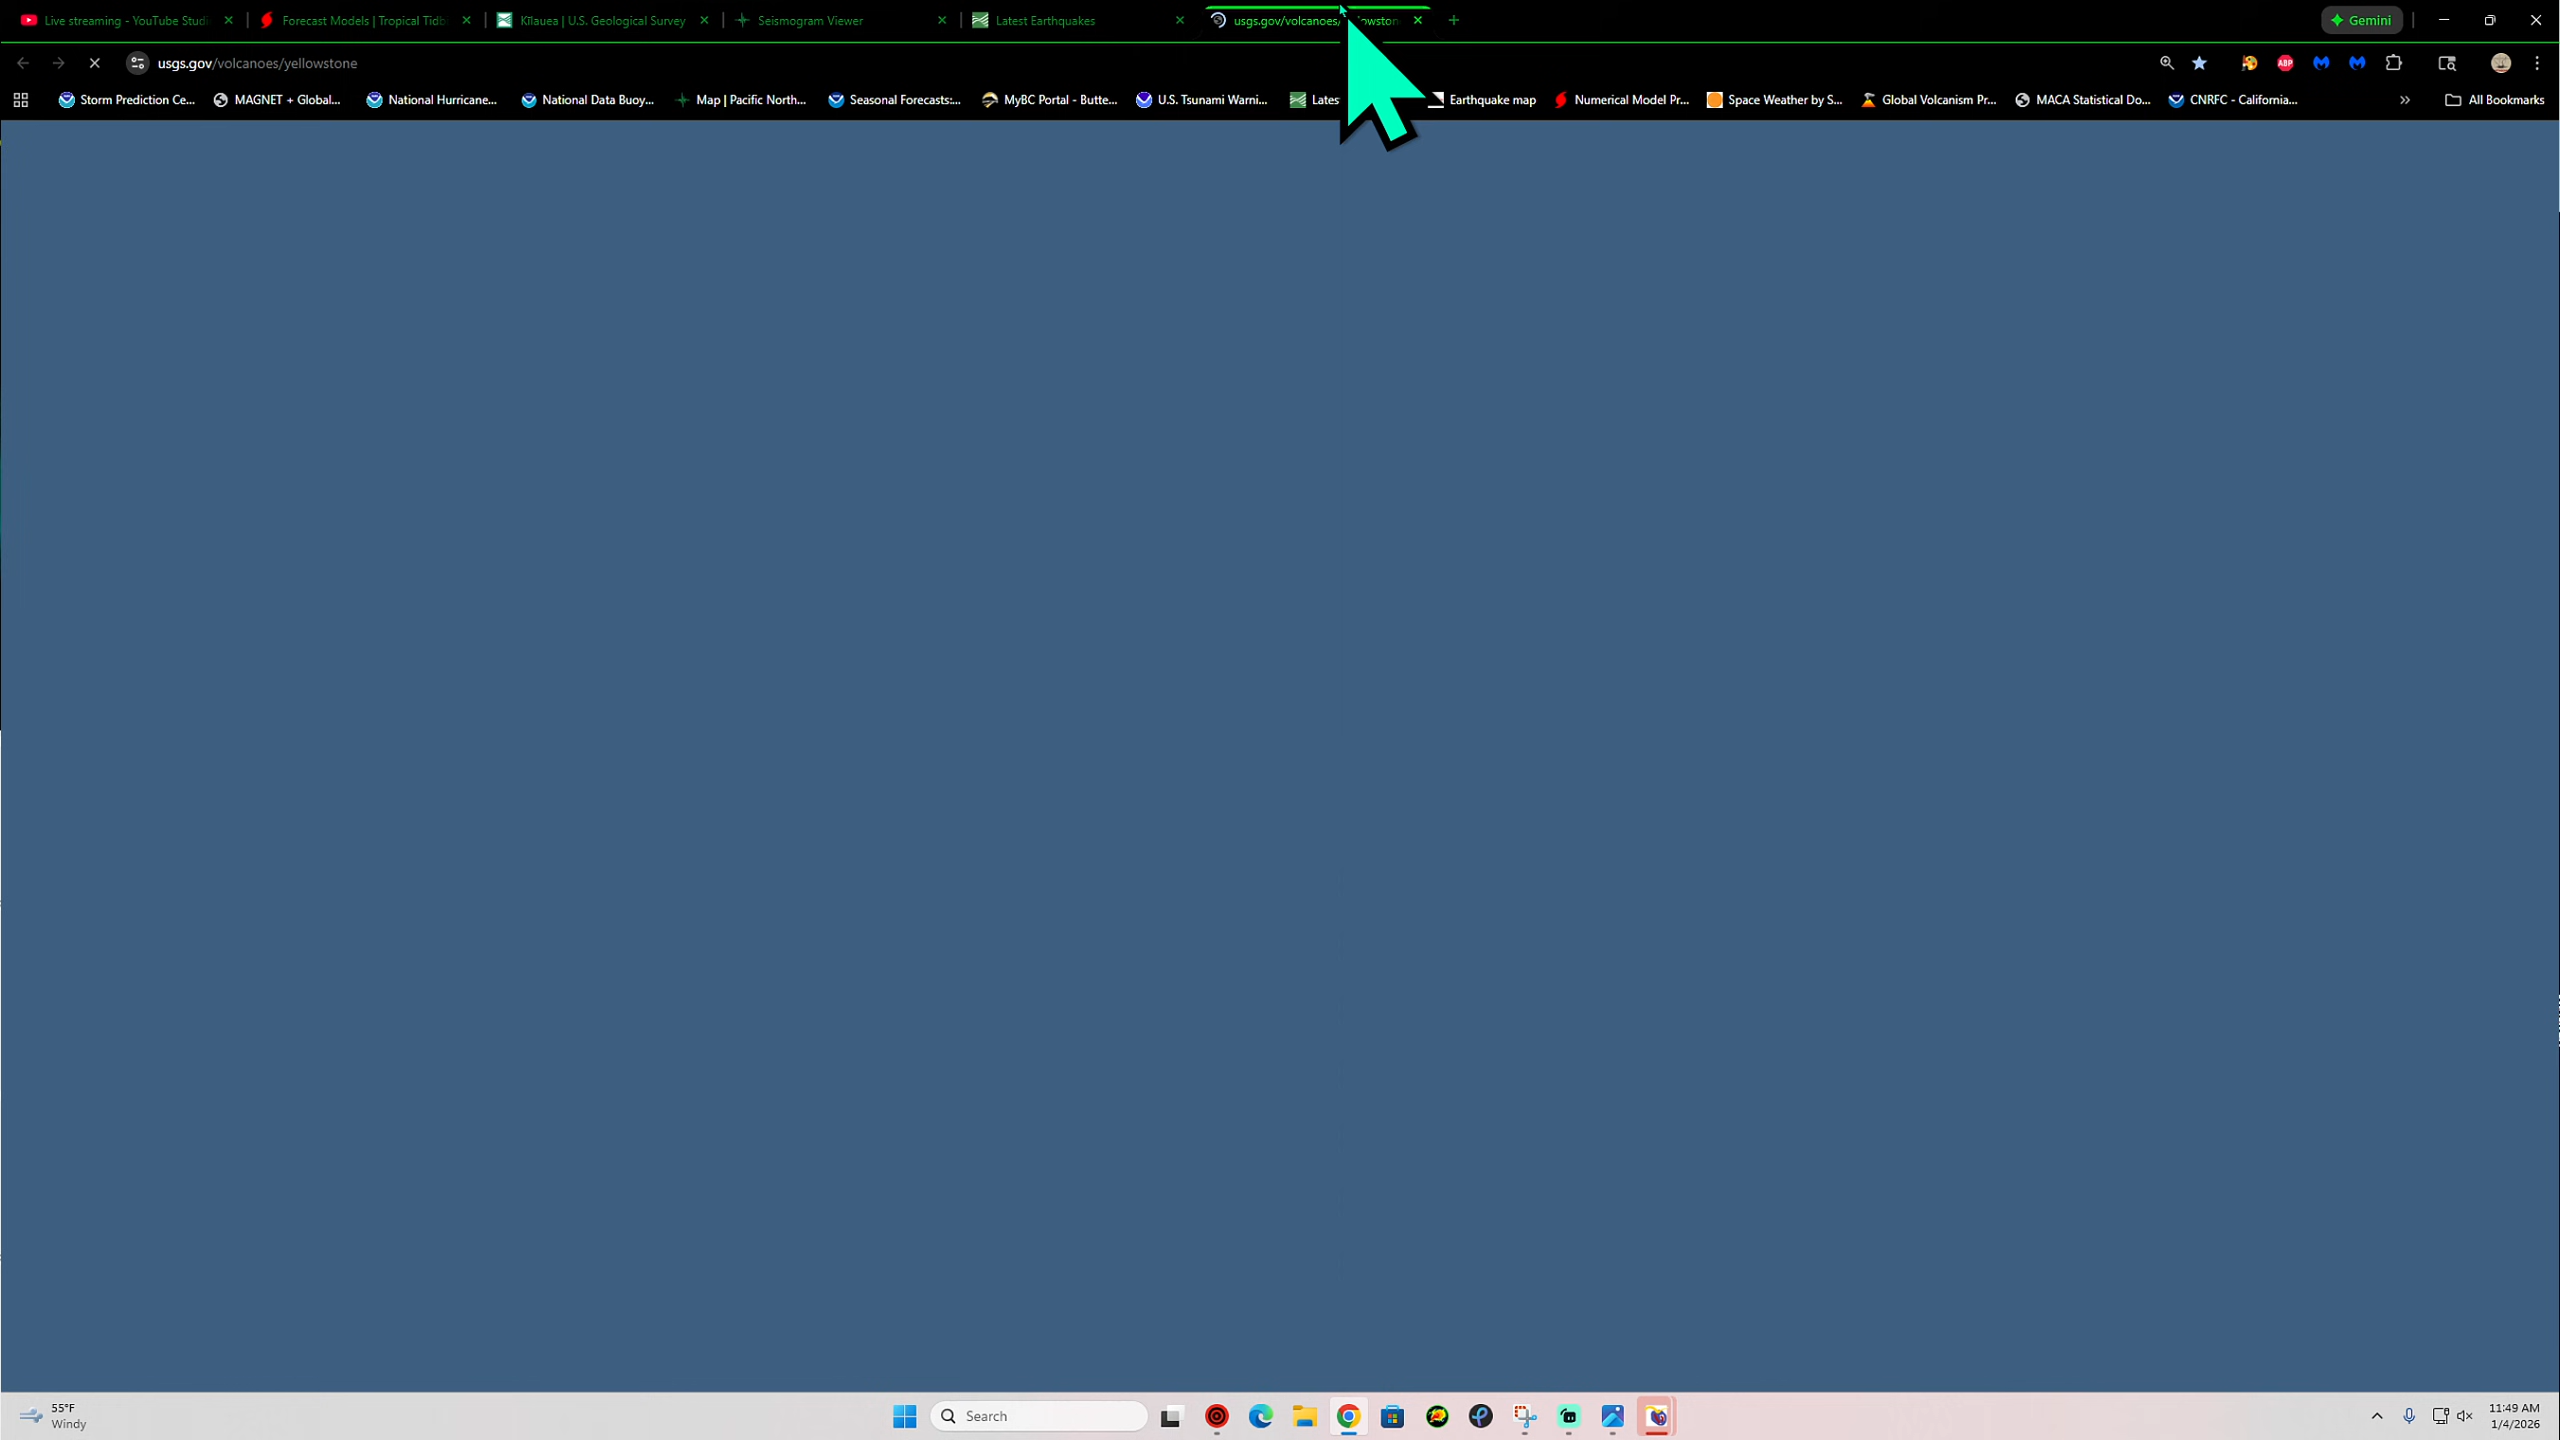 Live streaming - YouTube Studi
Forecast Models | Tropical Tidb
Kīlauea | U.S. Geological Survey
Seismogram Viewer
Latest Earthquakes
usgs.gov/volcanoes/
Gemini
usgs.gov/volcanoes/yellowstone
Storm Prediction Ce...
MAGNET + Global...
National Hurricane...
National Data Buoy...
Map | Pacific North...
Seasonal Forecasts:...
MyBC Portal - Butte...
U.S. Tsunami Warni...
Lates
Earthquake map
Numerical Model Pr...
Space Weather by S...
Global Volcanism Pr...
MACA Statistical Do...
CNRFC - California...
All Bookmarks
ABP
55°F
Windy
Search
11:49 AM
1/4/2026